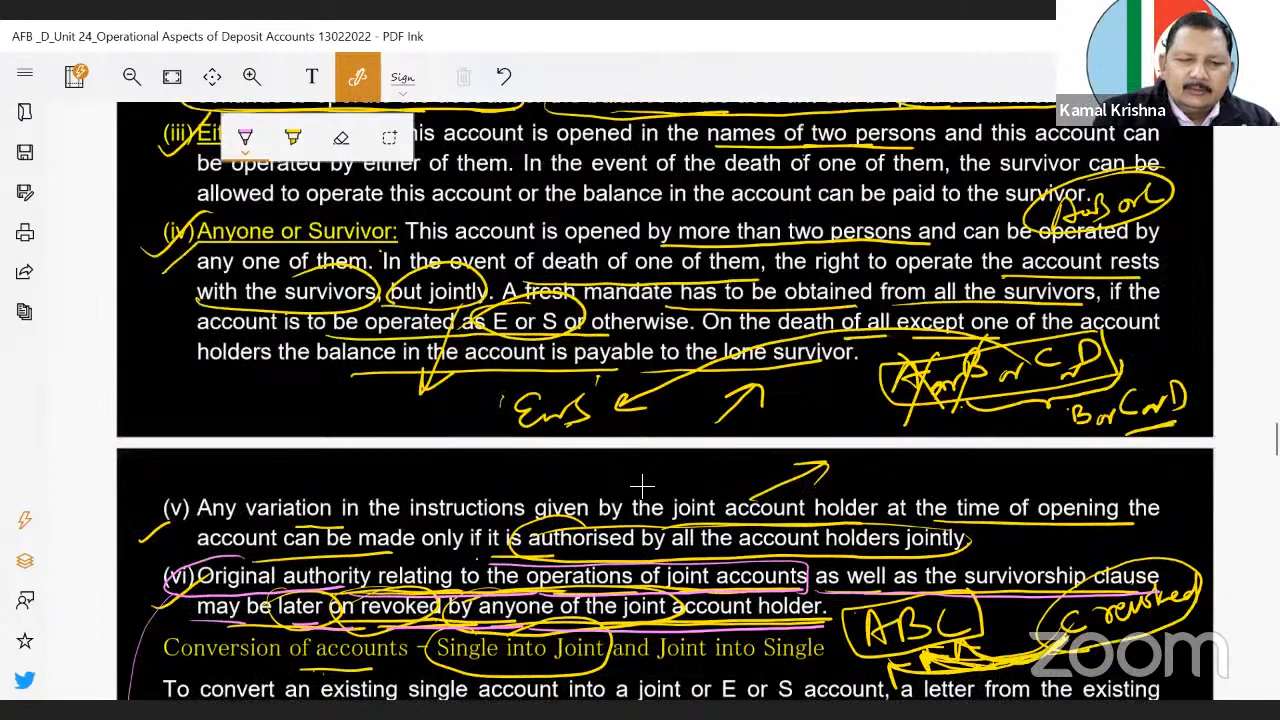 AFB _D_Unit 24_Operational Aspects of Deposit Accounts 13022022 - PDF Ink
Kamal Krishna
T
Sign
(iii) his account is opened in the names of two persons and this account can
be operated by either of them. In the event of the death of one of them, the survivor can be
allowed to operate this account or the balance in the account can be paid to the survivor.
A or B or C
(iv) Anyone or Survivor: This account is opened by more than two persons and can be operated by
any one of them. In the event of death of one of them, the right to operate the account rests
with the survivors, but jointly. A fresh mandate has to be obtained from all the survivors, if the
account is to be operated as E or S or otherwise. On the death of all except one of the account
holders the balance in the account is payable to the lone survivor.
A or B or C or D
E or S
B or C or D
(v) Any variation in the instructions given by the joint account holder at the time of opening the
account can be made only if it is authorised by all the account holders jointly.
(vi) Original authority relating to the operations of joint accounts as well as the survivorship clause
may be later on revoked by anyone of the joint account holder.
ABC
C revoked
Conversion of accounts – Single into Joint and Joint into Single
zoom
To convert an existing single account into a joint or E or S account, a letter from the existing